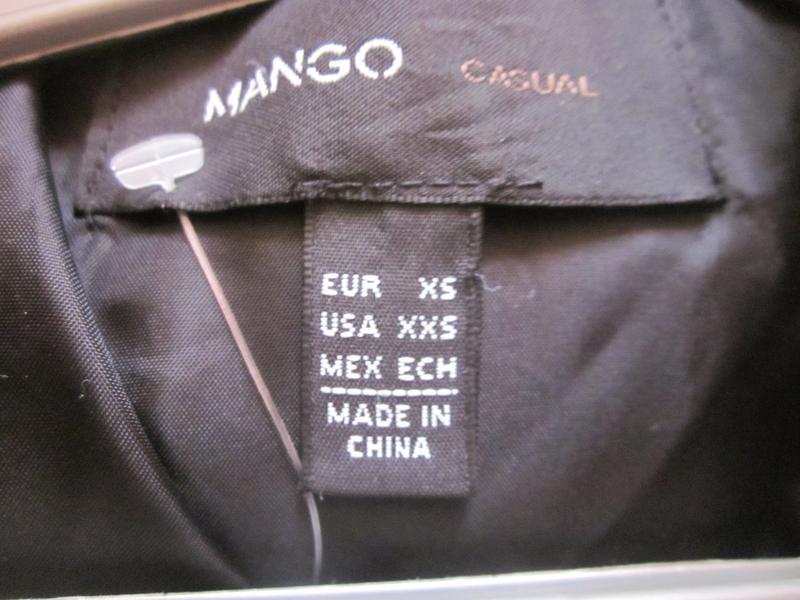 MANGO CASUAL
EUR XS
USA XXS
MEX ECH
MADE IN
CHINA